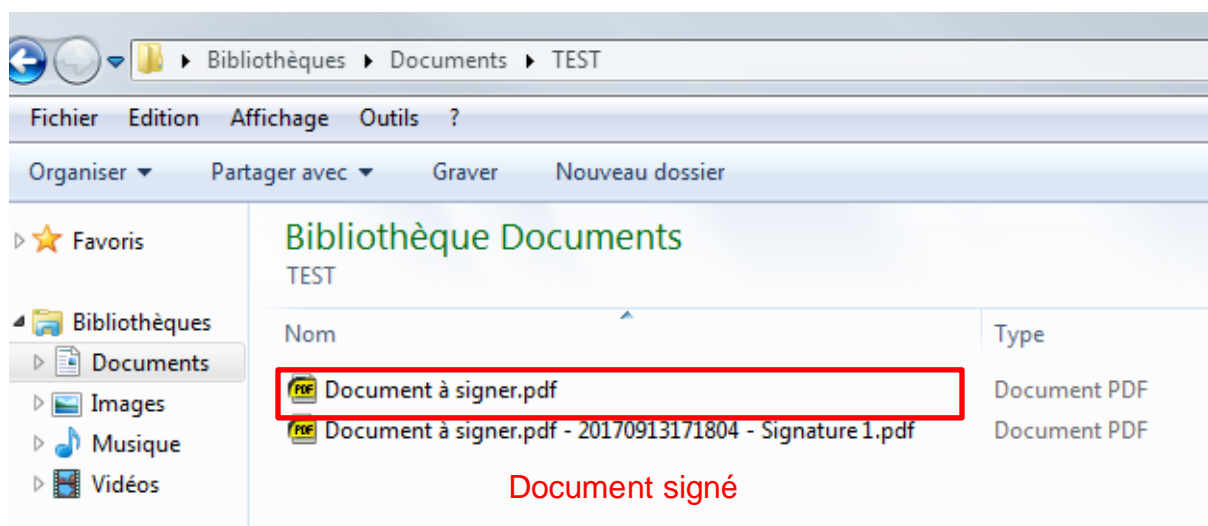 Bibliothèques Documents TEST
Fichier Edition Affichage Outils ?
Organiser Partager avec Graver Nouveau dossier
Favoris
Bibliothèques
Documents
Images
Musique
Vidéos
Bibliothèque Documents
TEST
Nom Type
PDF Document à signer.pdf Document PDF
PDF Document à signer.pdf - 20170913171804 - Signature 1.pdf Document PDF
Document signé